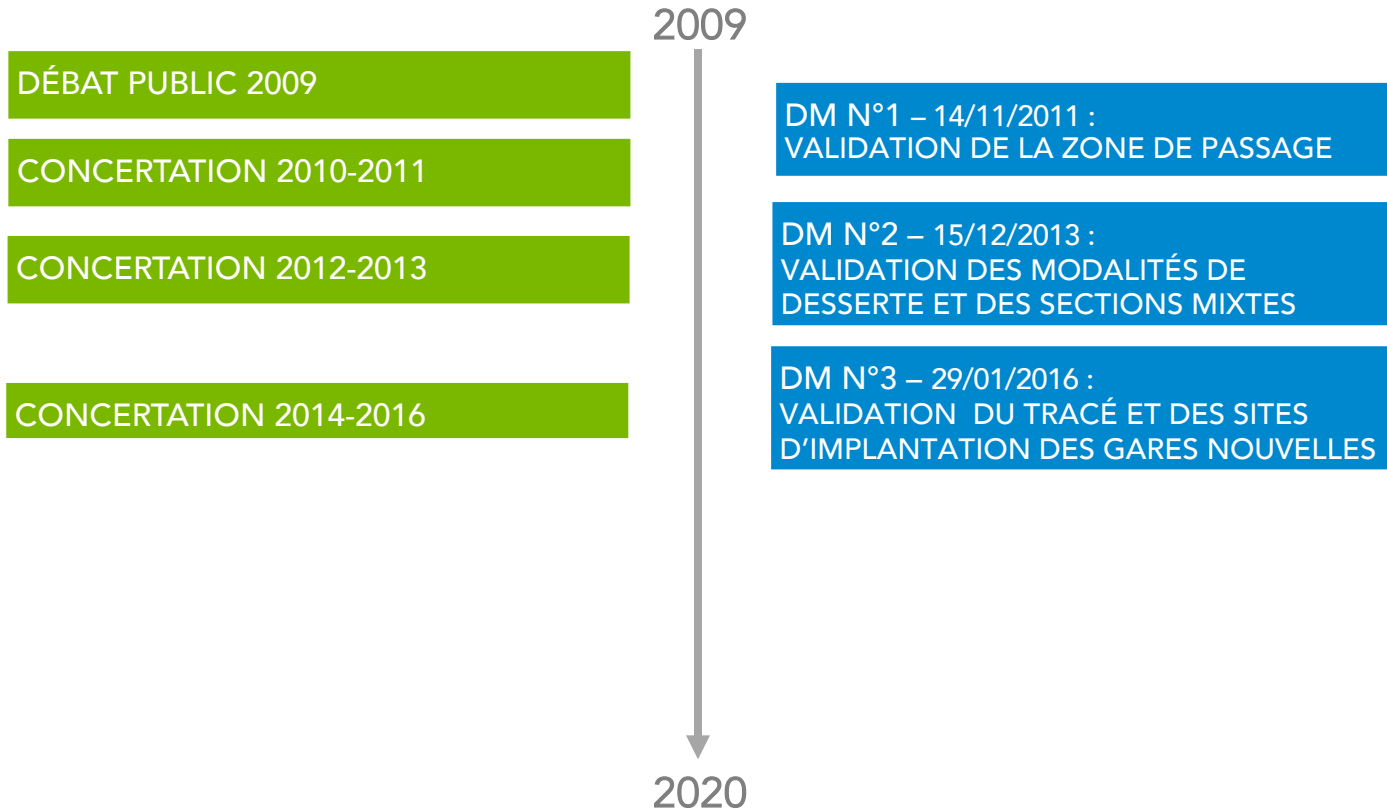 2009
DÉBAT PUBLIC 2009
CONCERTATION 2010-2011
CONCERTATION 2012-2013
CONCERTATION 2014-2016
DM N°1 – 14/11/2011 :
VALIDATION DE LA ZONE DE PASSAGE
DM N°2 – 15/12/2013 :
VALIDATION DES MODALITÉS DE
DESSERTE ET DES SECTIONS MIXTES
DM N°3 – 29/01/2016 :
VALIDATION DU TRACÉ ET DES SITES
D'IMPLANTATION DES GARES NOUVELLES
2020